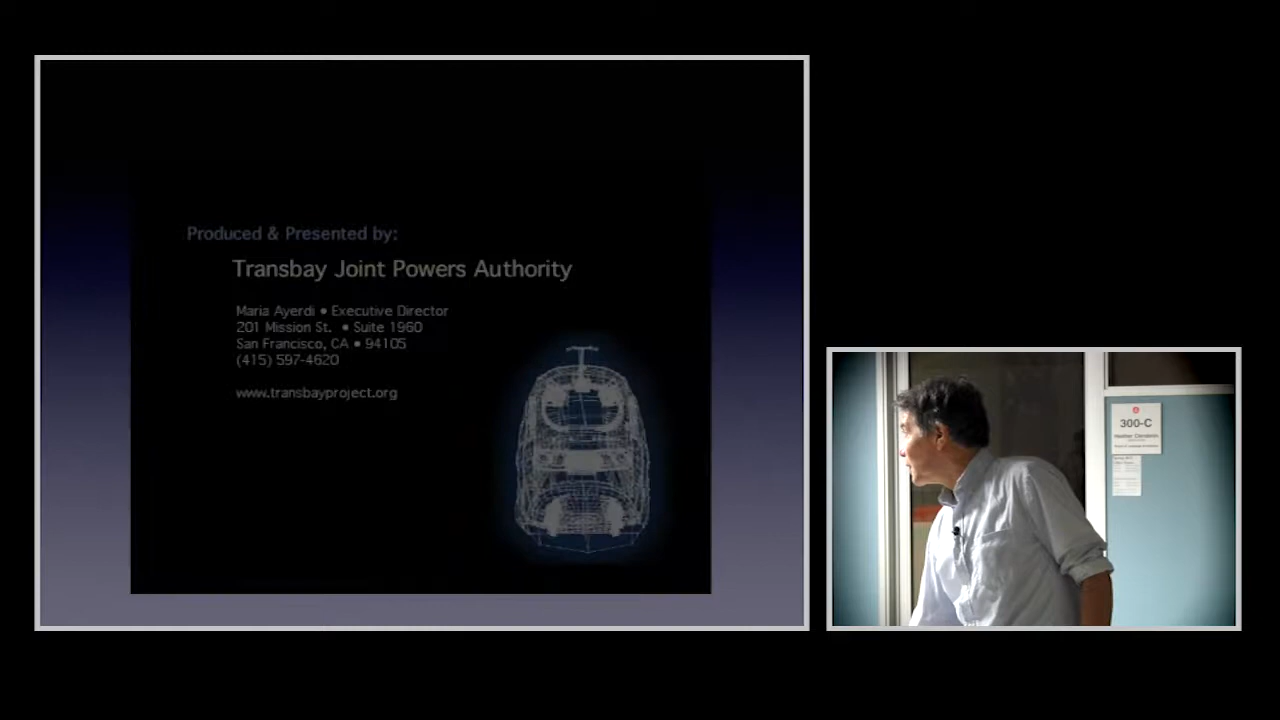 Produced & Presented by:
Transbay Joint Powers Authority
Maria Ayerdi • Executive Director
201 Mission St. • Suite 1960
San Francisco, CA • 94105
(415) 597-4620
www.transbayproject.org
300-C